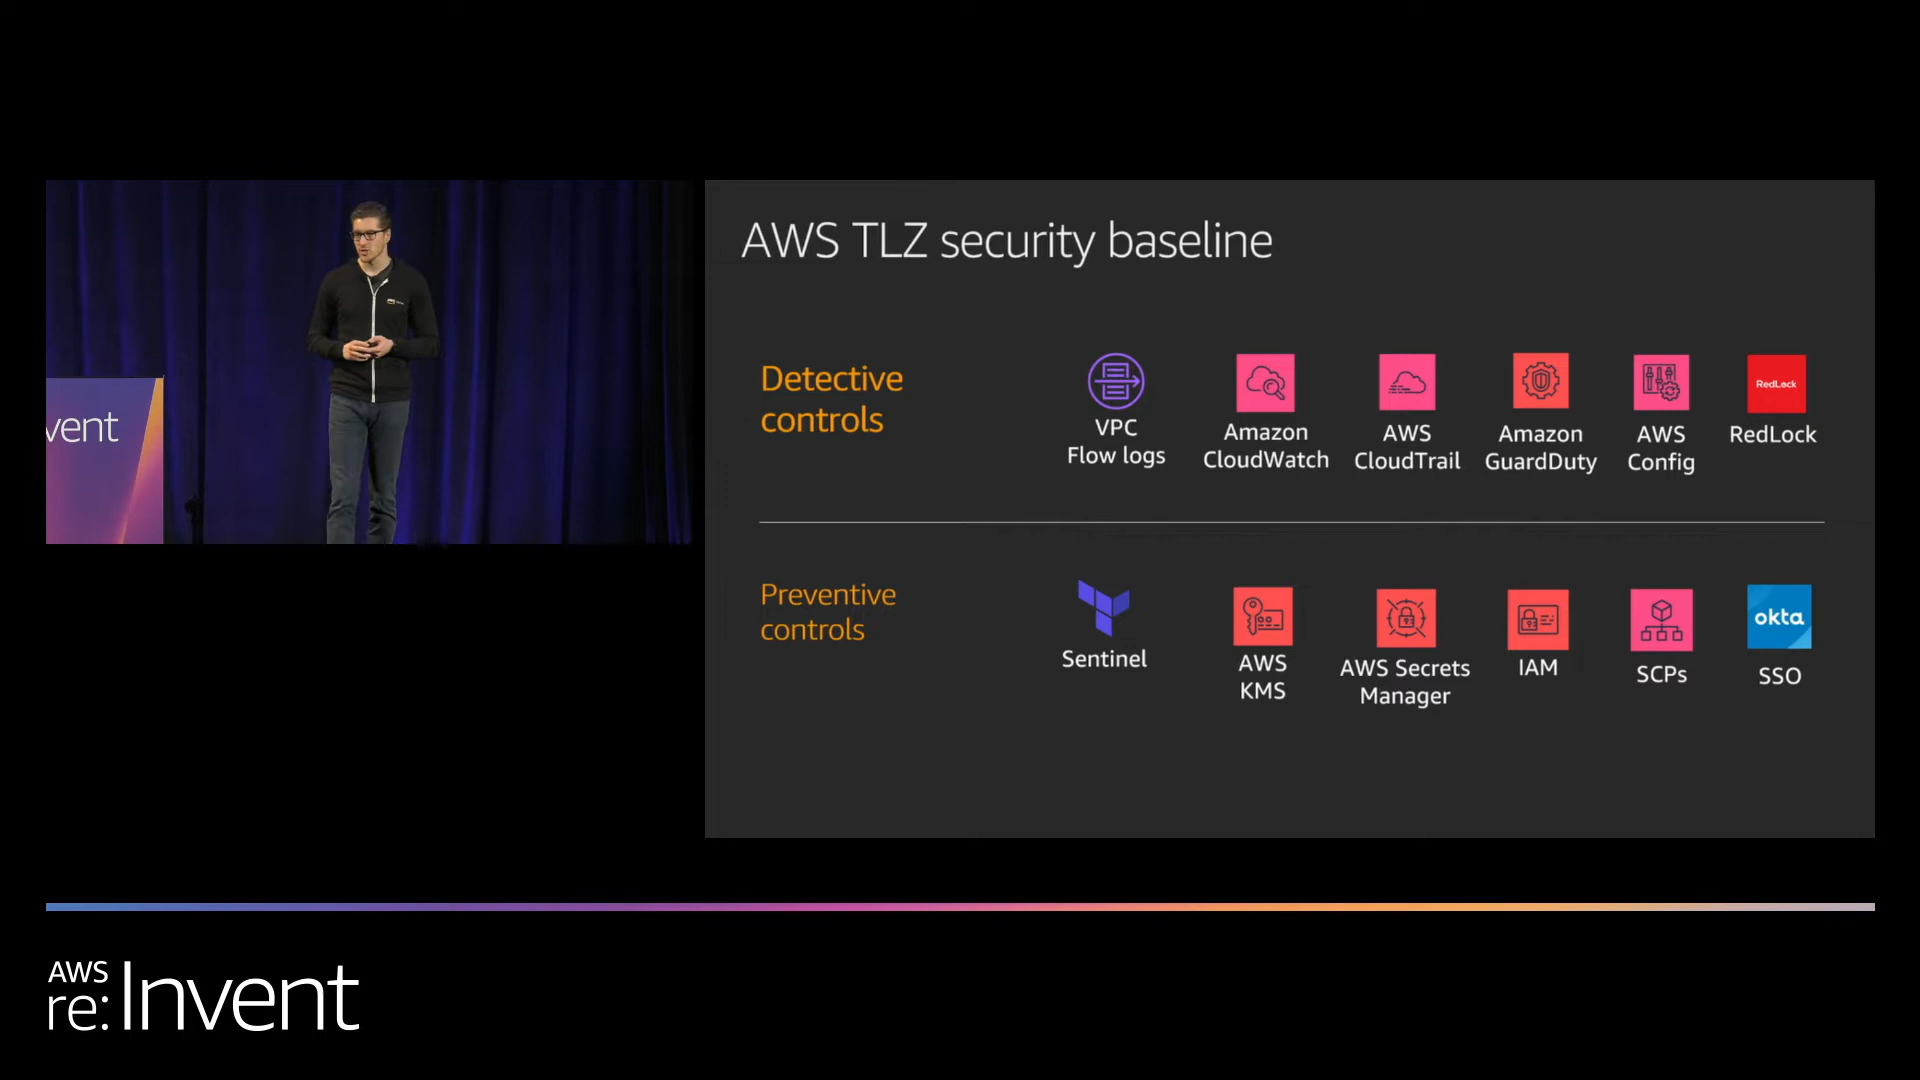 vent
AWS TLZ security baseline
Detective
controls
VPC
Flow logs
Amazon
CloudWatch
AWS
CloudTrail
Amazon
GuardDuty
AWS
Config
RedLock
RedLock
Preventive
controls
Sentinel
AWS
KMS
AWS Secrets
Manager
IAM
SCPs
okta
SSO
AWS
re:Invent